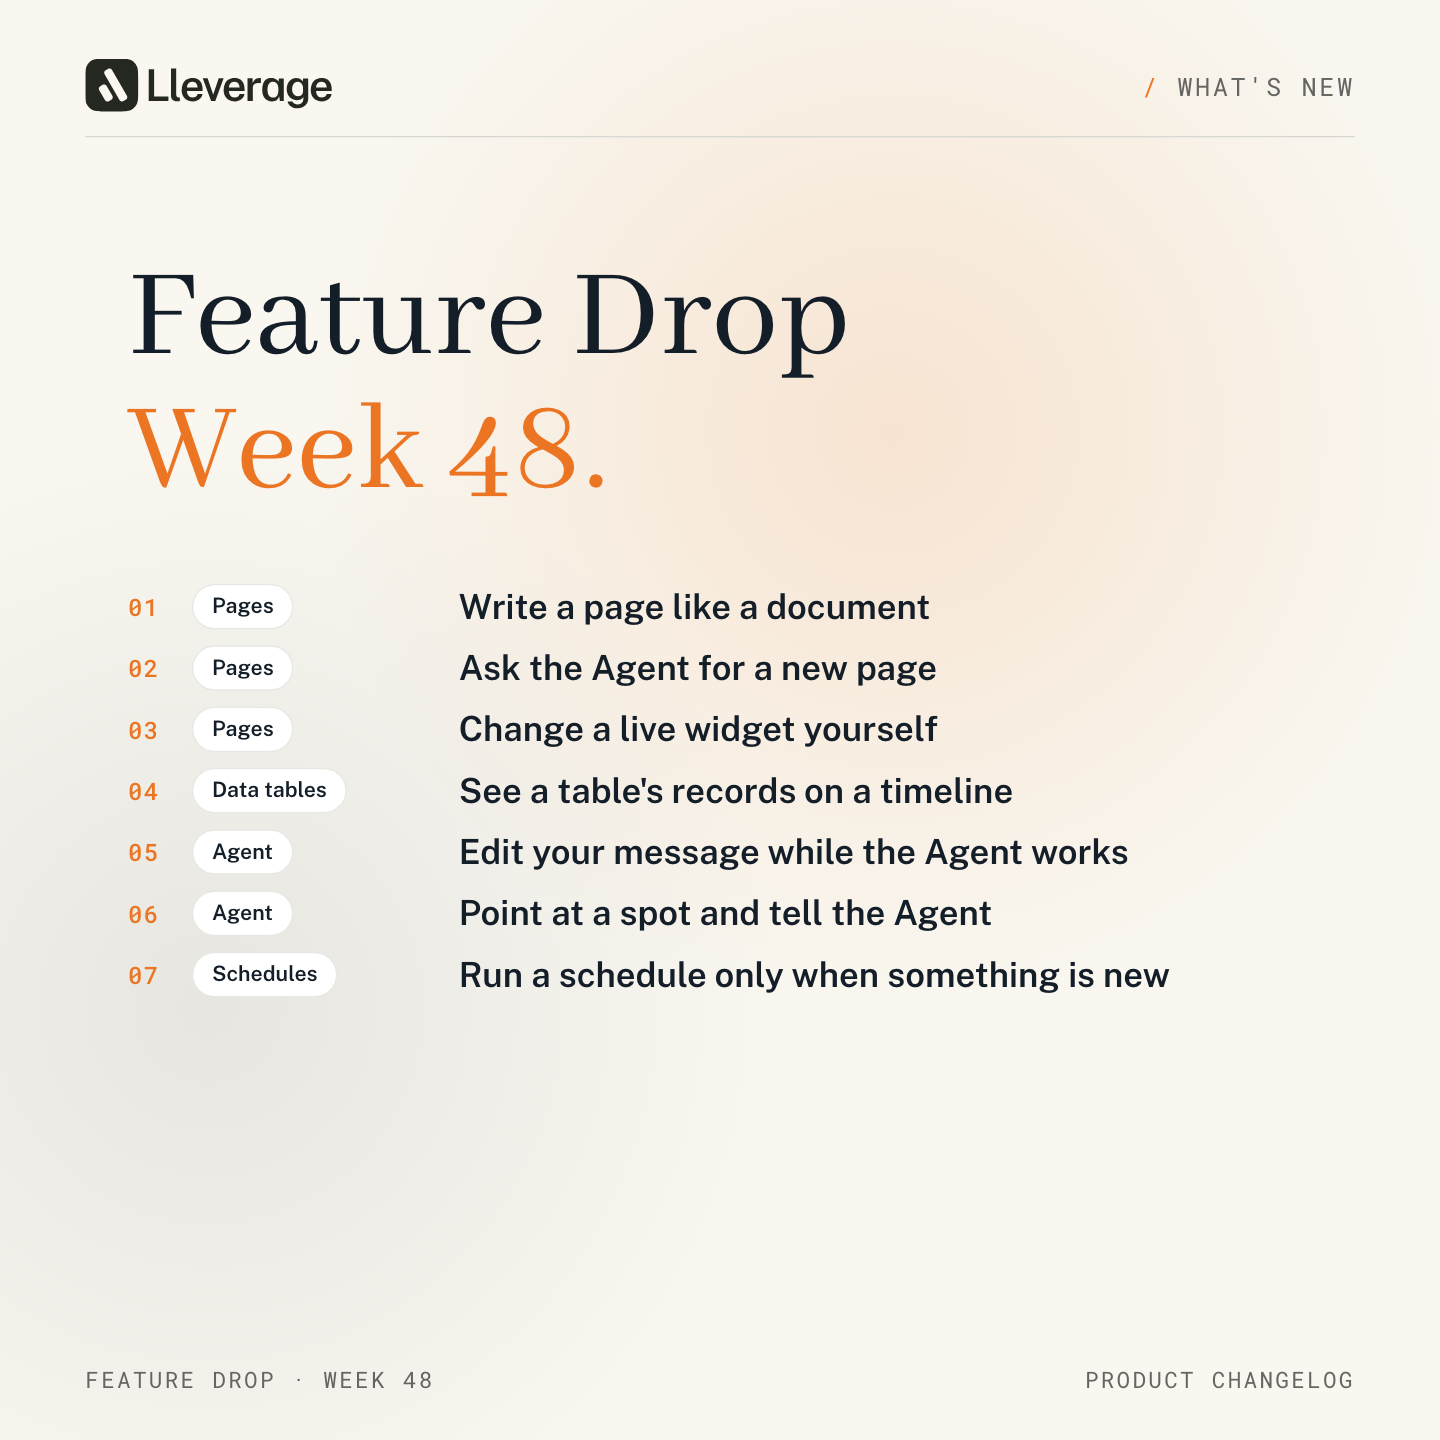 Lleverage
/ WHAT'S NEW
Feature Drop
Week 48.
01 Pages Write a page like a document
02 Pages Ask the Agent for a new page
03 Pages Change a live widget yourself
04 Data tables See a table's records on a timeline
05 Agent Edit your message while the Agent works
06 Agent Point at a spot and tell the Agent
07 Schedules Run a schedule only when something is new
FEATURE DROP · WEEK 48
PRODUCT CHANGELOG